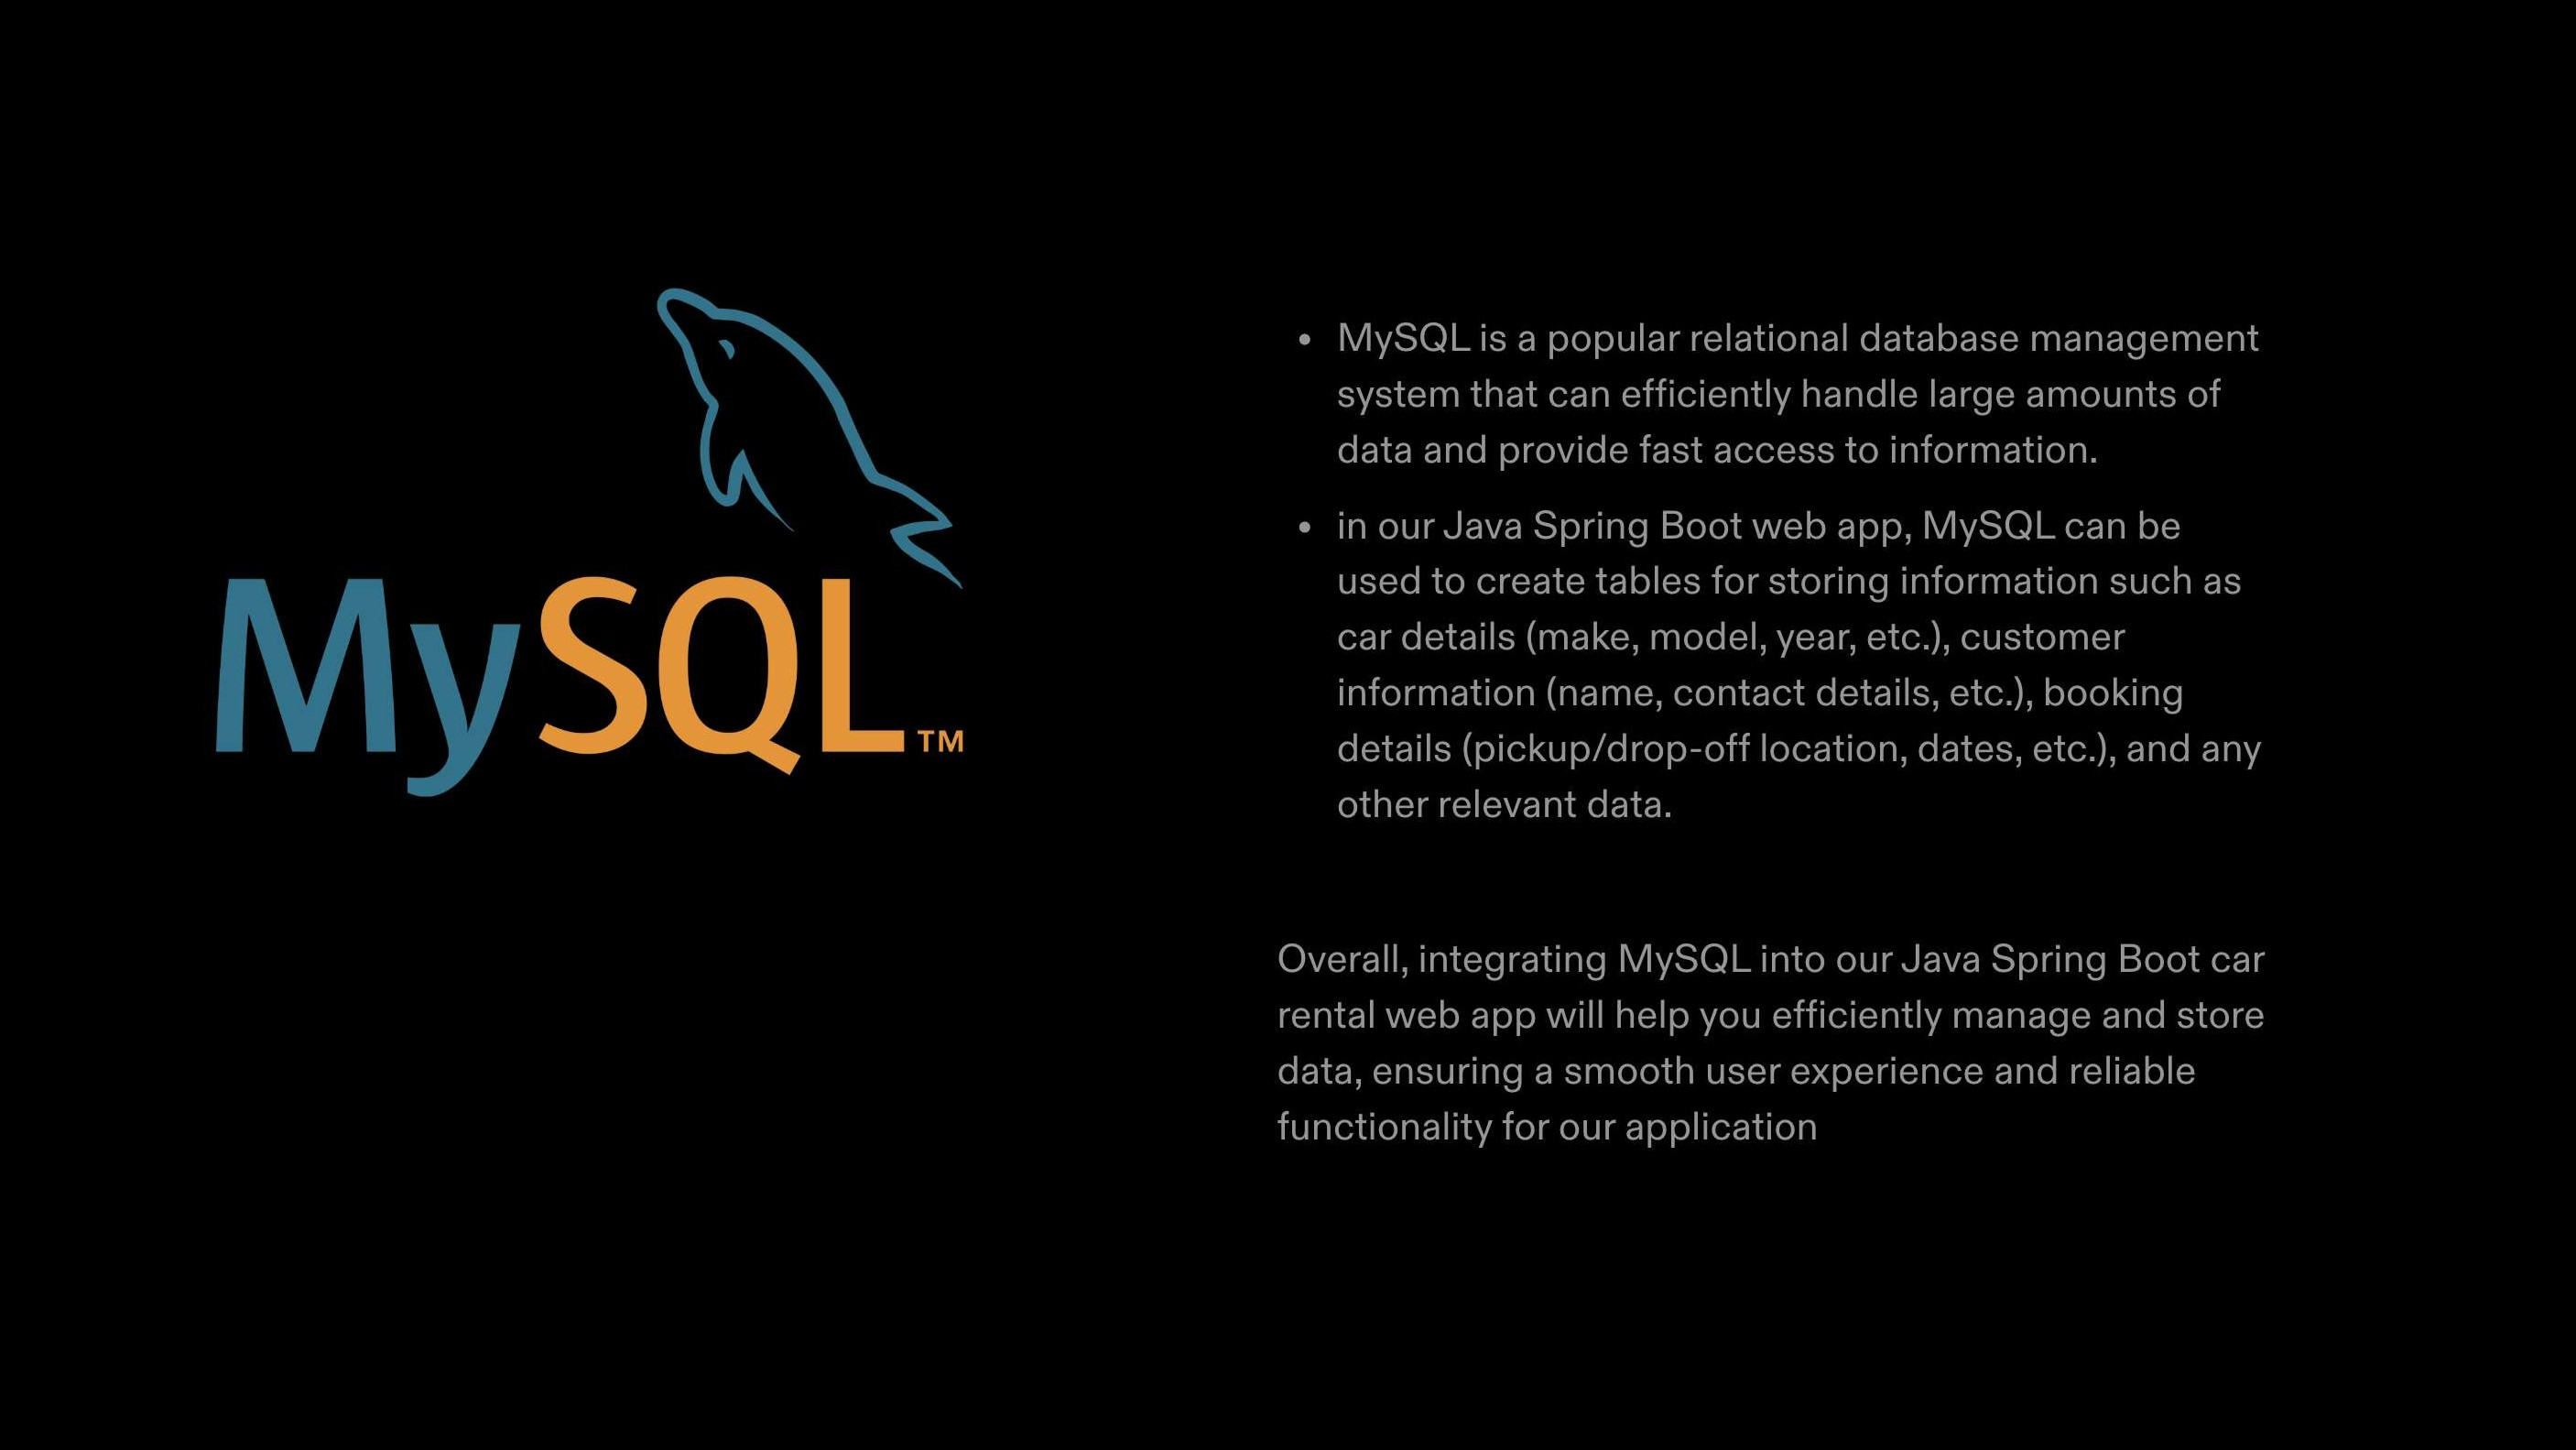 MySQL™
• MySQL is a popular relational database management
system that can efficiently handle large amounts of
data and provide fast access to information.
• in our Java Spring Boot web app, MySQL can be
used to create tables for storing information such as
car details (make, model, year, etc.), customer
information (name, contact details, etc.), booking
details (pickup/drop-off location, dates, etc.), and any
other relevant data.
Overall, integrating MySQL into our Java Spring Boot car
rental web app will help you efficiently manage and store
data, ensuring a smooth user experience and reliable
functionality for our application